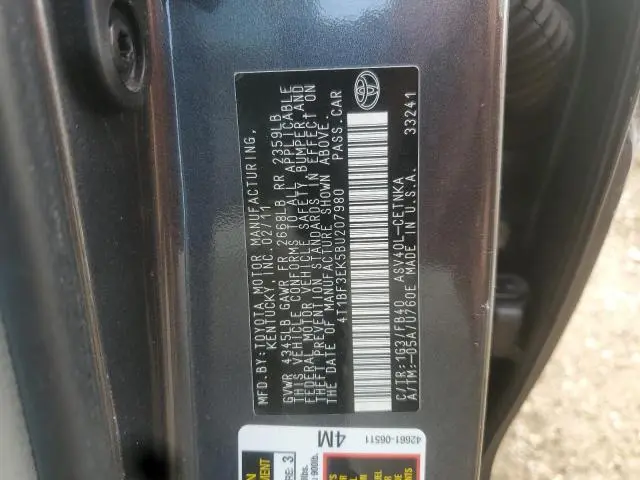 MFD.BY:TOYOTA MOTOR MANUFACTURING,
KENTUCKY, INC. 02/11
GVWR 4345LB GAWR FR 2668LB RR 2359LB
THIS VEHICLE CONFORMS TO ALL APPLICABLE
FEDERAL MOTOR VEHICLE SAFETY, BUMPER AND
THEFT PREVENTION STANDARDS IN EFFECT ON
THE DATE OF MANUFACTURE SHOWN ABOVE.
4T1BF3EK5BU207980 PASS.CAR
C/TR:1G3/FB40 ASV40L-CETNKA
A/TM:-05A/U760E MADE IN U.S.A. 33241
4M
42661-06511